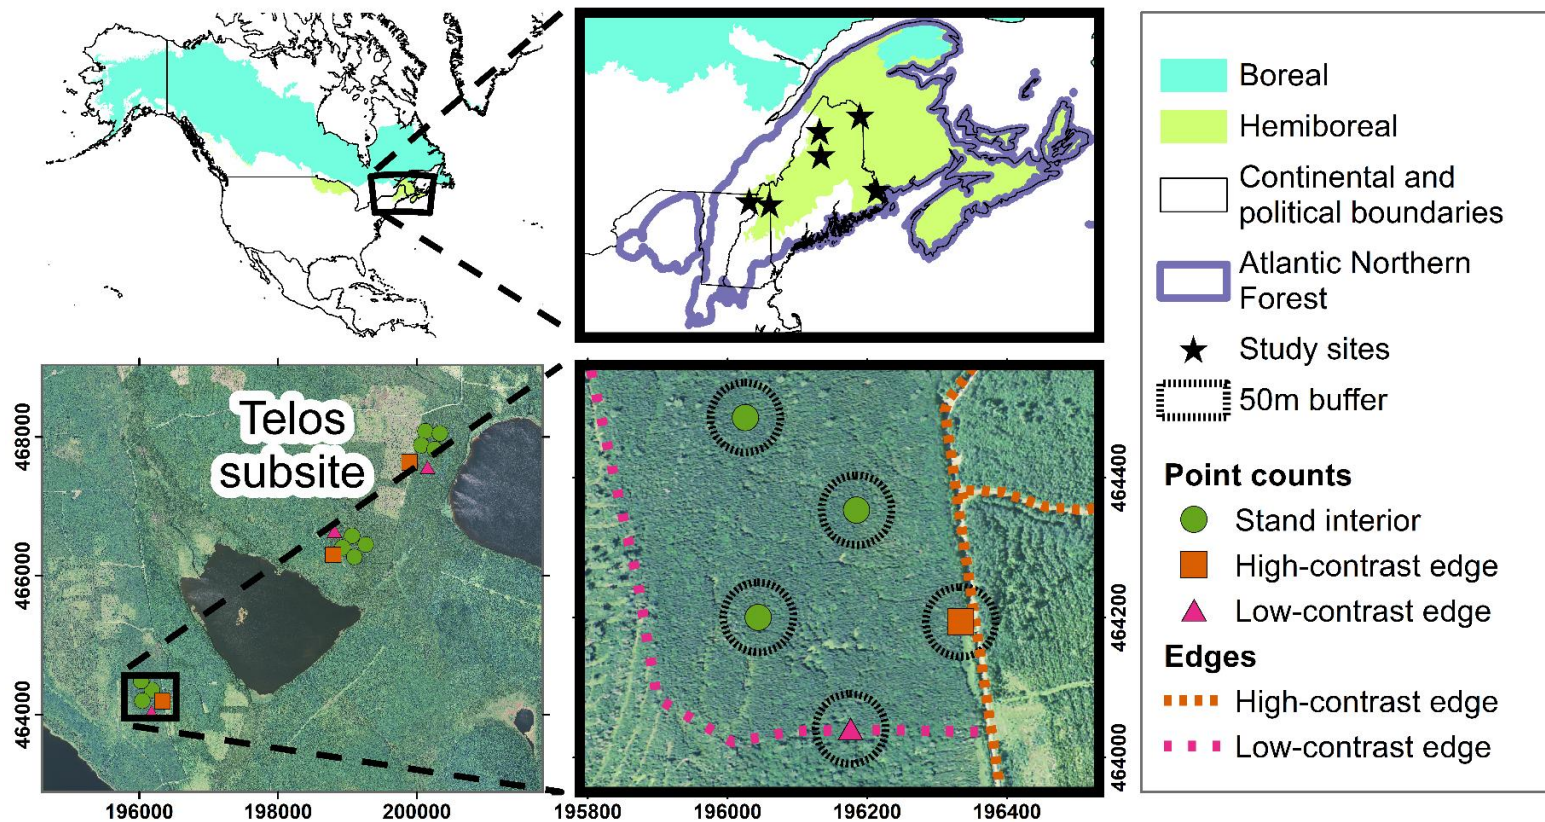 Boreal
Hemiboreal
Continental and
political boundaries
Atlantic Northern
Forest
Study sites
50m buffer
Point counts
Stand interior
High-contrast edge
Low-contrast edge
Edges
High-contrast edge
Low-contrast edge
Telos
subsite
468000
466000
464000
196000
198000
200000
464400
464200
464000
195800
196000
196200
196400